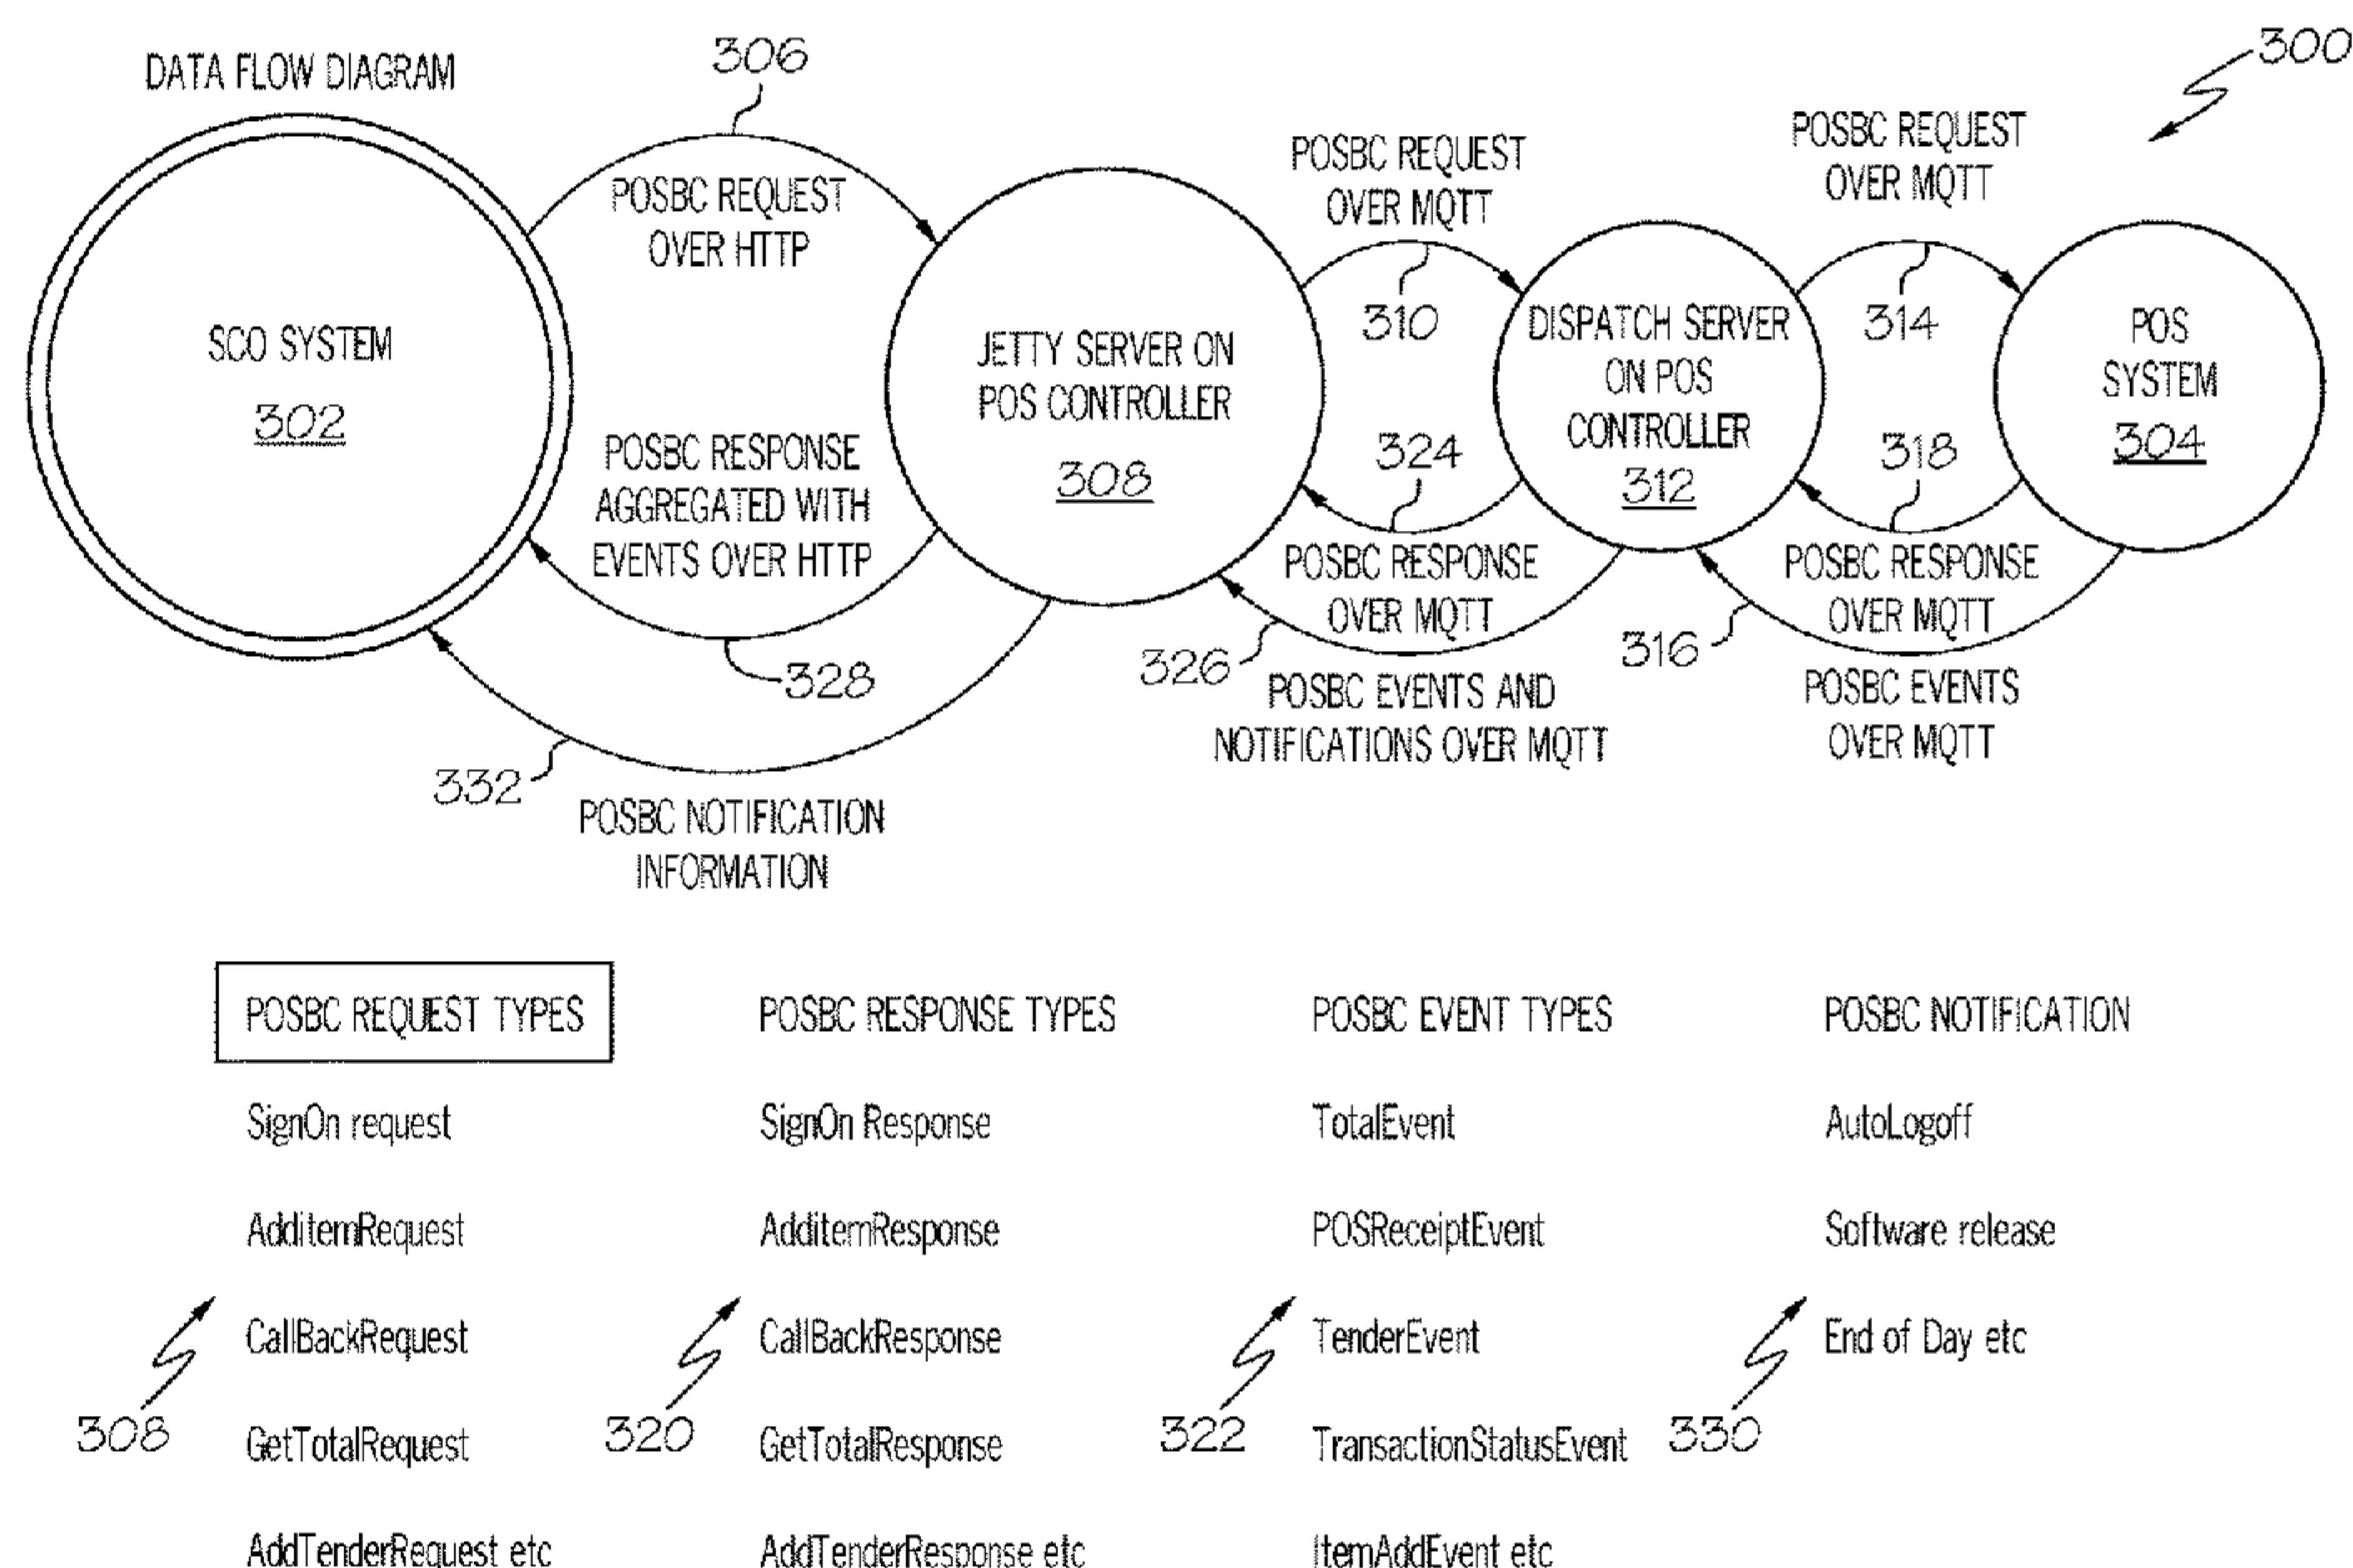 DATA FLOW DIAGRAM
300
306
POSBC REQUEST
OVER HTTP
POSBC REQUEST
OVER MQTT
POSBC REQUEST
OVER MQTT
310
314
SCO SYSTEM
302
JETTY SERVER ON
POS CONTROLLER
308
DISPATCH SERVER
ON POS
CONTROLLER
312
POS
SYSTEM
304
POSBC RESPONSE
AGGREGATED WITH
EVENTS OVER HTTP
324
318
POSBC RESPONSE
OVER MQTT
POSBC RESPONSE
OVER MQTT
328
326
316
POSBC EVENTS AND
NOTIFICATIONS OVER MQTT
POSBC EVENTS
OVER MQTT
332
POSBC NOTIFICATION
INFORMATION
POSBC REQUEST TYPES
SignOn request
AdditemRequest
CallBackRequest
GetTotalRequest
AddTenderRequest etc
308
POSBC RESPONSE TYPES
SignOn Response
AdditemResponse
CallBackResponse
GetTotalResponse
AddTenderResponse etc
320
POSBC EVENT TYPES
TotalEvent
POSReceiptEvent
TenderEvent
TransactionStatusEvent
ItemAddEvent etc
322
POSBC NOTIFICATION
AutoLogoff
Software release
End of Day etc
330